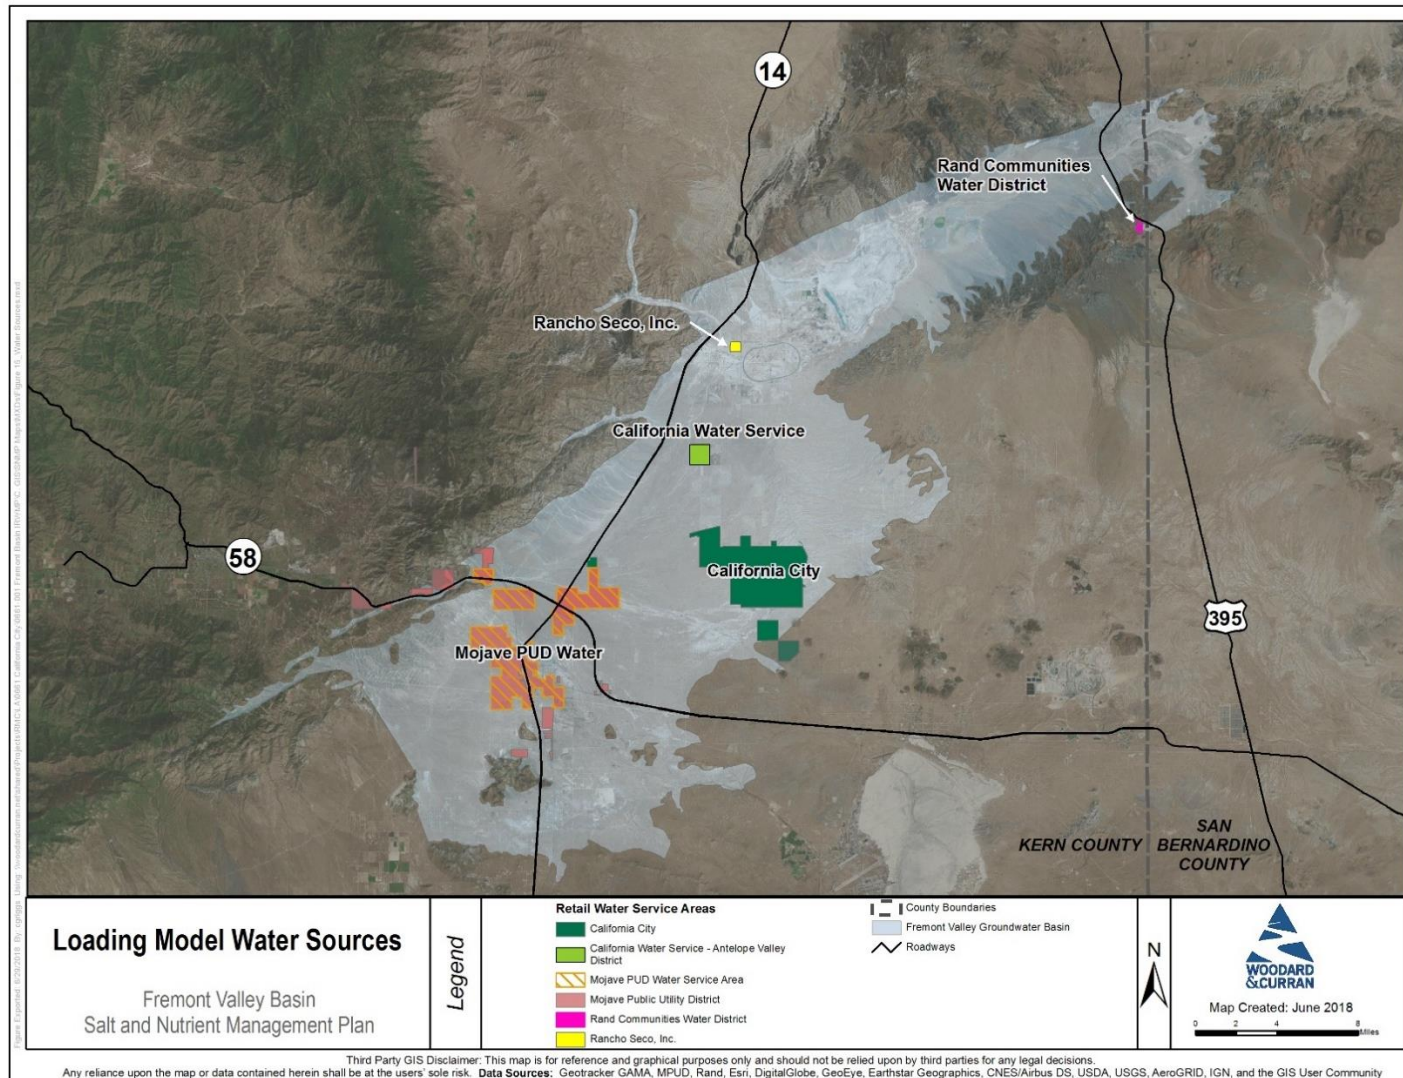 14
Rand Communities
Water District
Rancho Seco, Inc.
California Water Service
58
California City
395
Mojave PUD Water
KERN COUNTY
SAN
BERNARDINO
COUNTY
Loading Model Water Sources
Fremont Valley Basin
Salt and Nutrient Management Plan
Legend
Retail Water Service Areas
California City
California Water Service - Antelope Valley
District
Mojave PUD Water Service Area
Mojave Public Utility District
Rand Communities Water District
Rancho Seco, Inc.
County Boundaries
Fremont Valley Groundwater Basin
Roadways
N
WOODARD
&CURRAN
Map Created: June 2018
0 2 4 8
Miles
Third Party GIS Disclaimer: This map is for reference and graphical purposes only and should not be relied upon by third parties for any legal decisions.
Any reliance upon the map or data contained herein shall be at the users' sole risk. Data Sources: Geotracker GAMA, MPUD, Rand, Esri, DigitalGlobe, GeoEye, Earthstar Geographics, CNES/Airbus DS, USDA, USGS, AeroGRID, IGN, and the GIS User Community